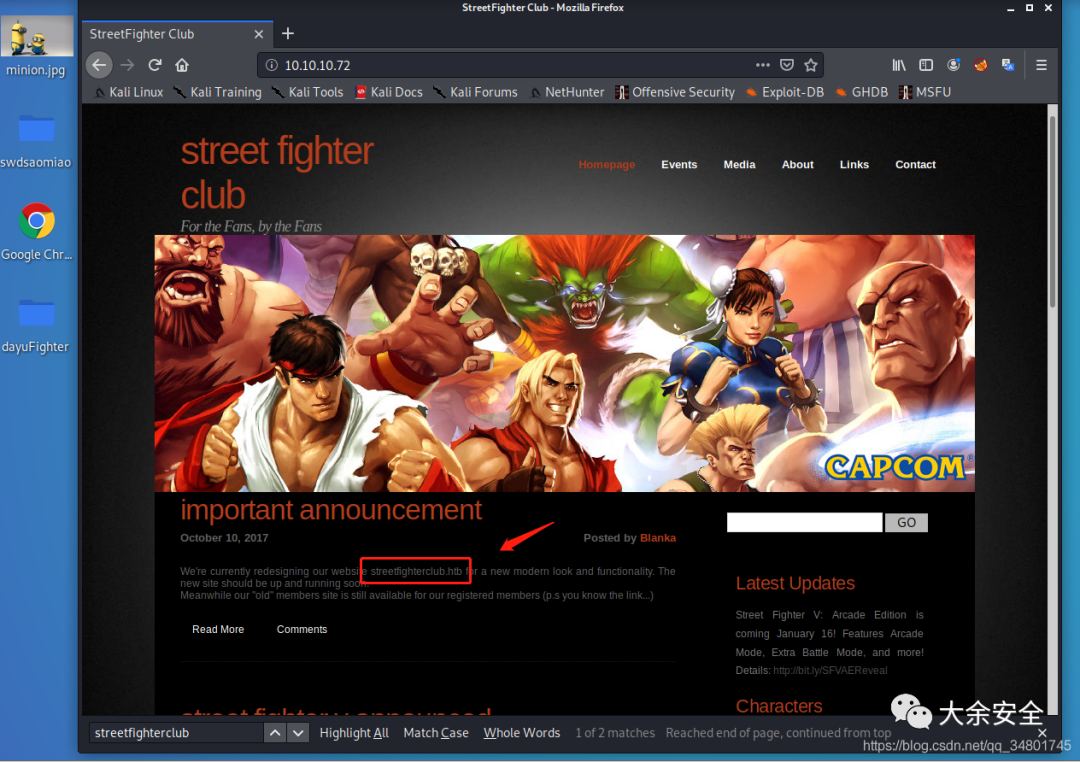 StreetFighter Club - Mozilla Firefox
minion.jpg
swdsaomiao
Google Chr...
dayuFighter
StreetFighter Club
10.10.10.72
Kali Linux Kali Training Kali Tools Kali Docs Kali Forums NetHunter Offensive Security Exploit-DB GHDB MSFU
street fighter
club
For the Fans, by the Fans
Homepage Events Media About Links Contact
CAPCOM
important announcement
October 10, 2017 Posted by Blanka
We're currently redesigning our website streetfighterclub.htb for a new modern look and functionality. The
new site should be up and running soon.
Meanwhile our "old" members site is still available for our registered members (p.s you know the link...)
Read More Comments
GO
Latest Updates
Street Fighter V: Arcade Edition is
coming January 16! Features Arcade
Mode, Extra Battle Mode, and more!
Details: http://bit.ly/SFVAEReveal
Characters
street fighter v announced
streetfighterclub
Highlight All Match Case Whole Words 1 of 2 matches Reached end of page, continued from top
大余安全
https://blog.csdn.net/qq_34801745